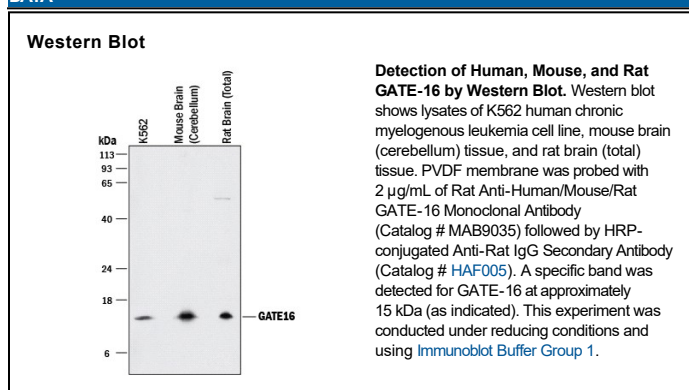 DATA
Western Blot
Detection of Human, Mouse, and Rat
GATE-16 by Western Blot. Western blot
shows lysates of K562 human chronic
myelogenous leukemia cell line, mouse brain
(cerebellum) tissue, and rat brain (total)
tissue. PVDF membrane was probed with
2 µg/mL of Rat Anti-Human/Mouse/Rat
GATE-16 Monoclonal Antibody
(Catalog # MAB9035) followed by HRP-
conjugated Anti-Rat IgG Secondary Antibody
(Catalog # HAF005). A specific band was
detected for GATE-16 at approximately
15 kDa (as indicated). This experiment was
conducted under reducing conditions and
using Immunoblot Buffer Group 1.
K562
Mouse Brain
(Cerebellum)
Rat Brain (Total)
kDa
113
93
65
40
24
18
GATE16
6